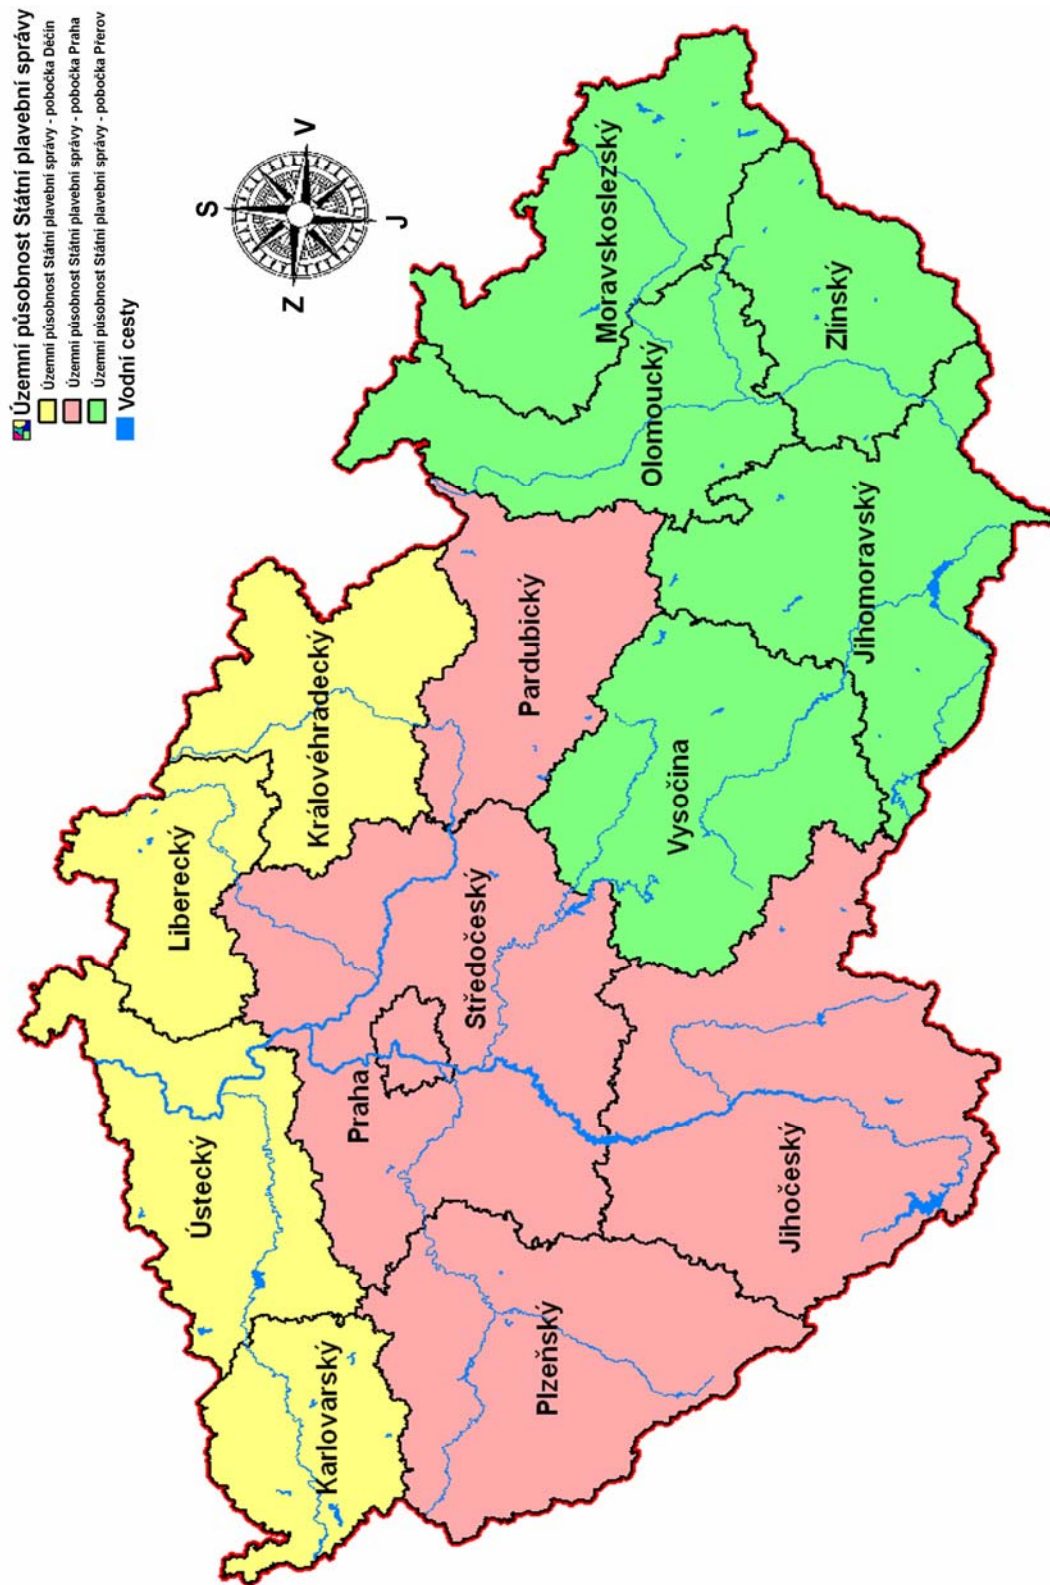 Územní působnost Státní plavební správy
Územní působnost Státní plavební správy - pobočka Děčín
Územní působnost Státní plavební správy - pobočka Praha
Územní působnost Státní plavební správy - pobočka Přerov
Vodní cesty
S
Z
V
J
Ústecký
Liberecký
Karlovarský
Královéhradecký
Praha
Středočeský
Pardubický
Plzeňský
Olomoucký
Moravskoslezský
Vysočina
Jihočeský
Jihomoravský
Zlínský